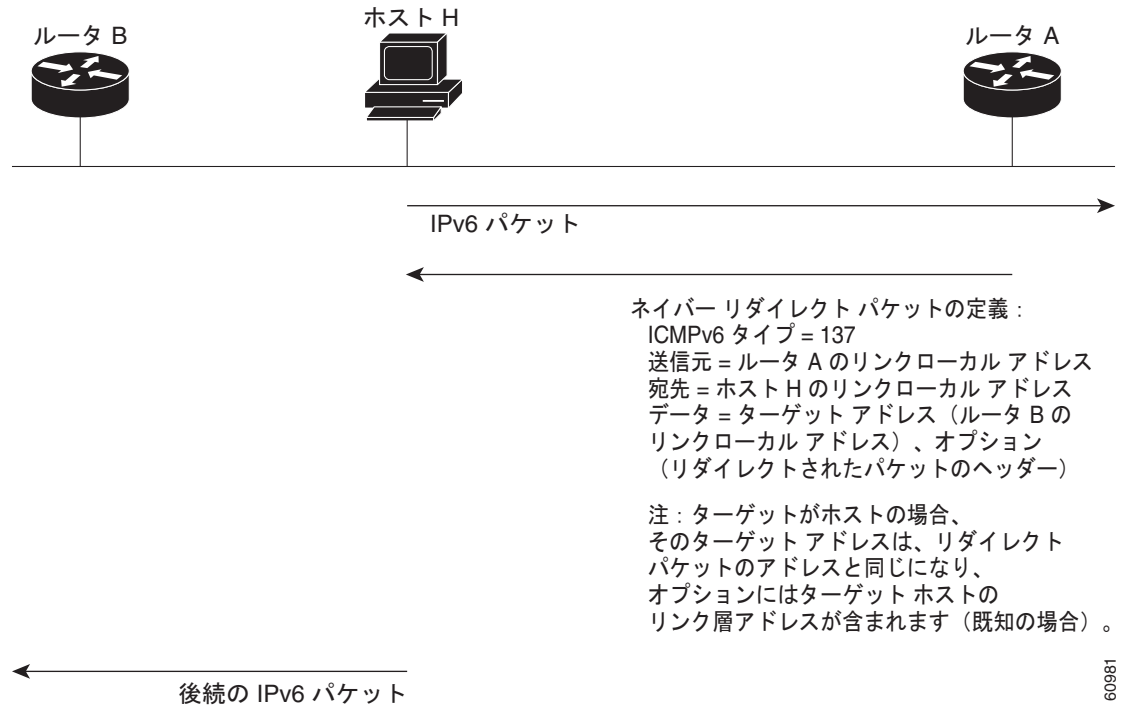 ルータ B
ホスト H
ルータ A
IPv6 パケット
ネイバー リダイレクト パケットの定義：
ICMPv6 タイプ = 137
送信元 = ルータ A のリンクローカル アドレス
宛先 = ホスト H のリンクローカル アドレス
データ = ターゲット アドレス（ルータ B の
リンクローカル アドレス）、オプション
（リダイレクトされたパケットのヘッダー）
注：ターゲットがホストの場合、
そのターゲット アドレスは、リダイレクト
パケットのアドレスと同じになり、
オプションにはターゲット ホストの
リンク層アドレスが含まれます（既知の場合）。
後続の IPv6 パケット
60981